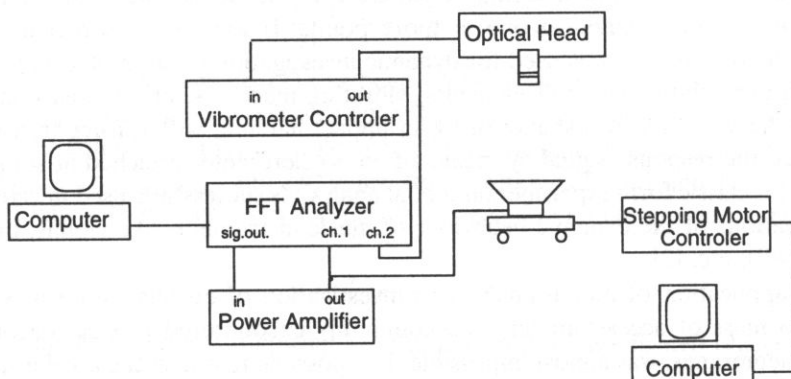 Optical Head
in out
Vibrometer Controler
Computer
FFT Analyzer
sig.out. ch.1 ch.2
Stepping Motor
Controler
in out
Power Amplifier
Computer